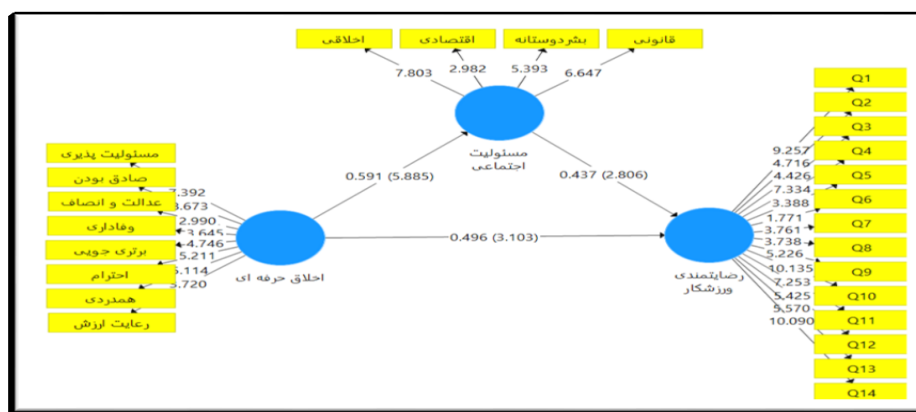 اخلاقی
اقتصادی
بشردوستانه
قانونی
7.803
2.982
5.393
6.647
مسئولیت
اجتماعی
0.591 (5.885)
0.437 (2.806)
0.496 (3.103)
مسئولیت پذیری
صادق بودن
عدالت و انصاف
وفاداری
برتری جویی
احترام
همدردی
رعایت ارزش
2.990
3.645
4.746
5.211
اخلاق حرفه ای
رضایتمندی
ورزشکار
9.257
4.716
4.426
7.334
3.388
1.771
3.761
3.738
5.226
10.135
7.253
5.425
5.570
10.090
Q1
Q2
Q3
Q4
Q5
Q6
Q7
Q8
Q9
Q10
Q11
Q12
Q13
Q14